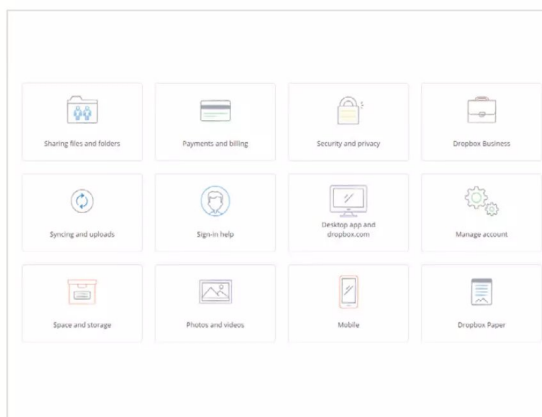 Sharing files and folders
Payments and billing
Security and privacy
Dropbox Business
Syncing and uploads
Sign-in help
Desktop app and
dropbox.com
Manage account
Space and storage
Photos and videos
Mobile
Dropbox Paper